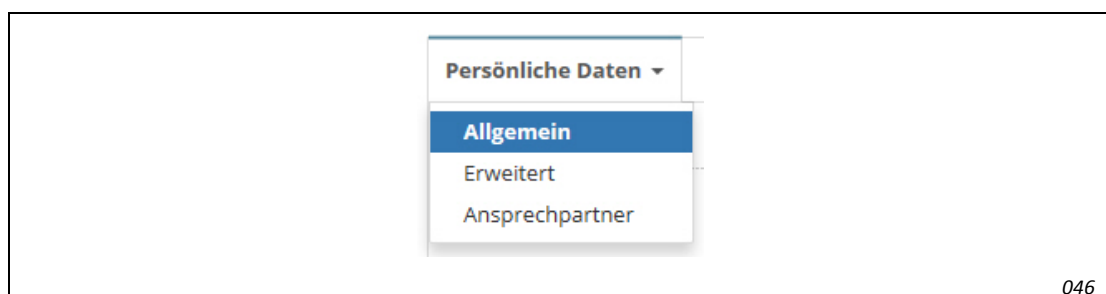 Persönliche Daten
Allgemein
Erweitert
Ansprechpartner
046